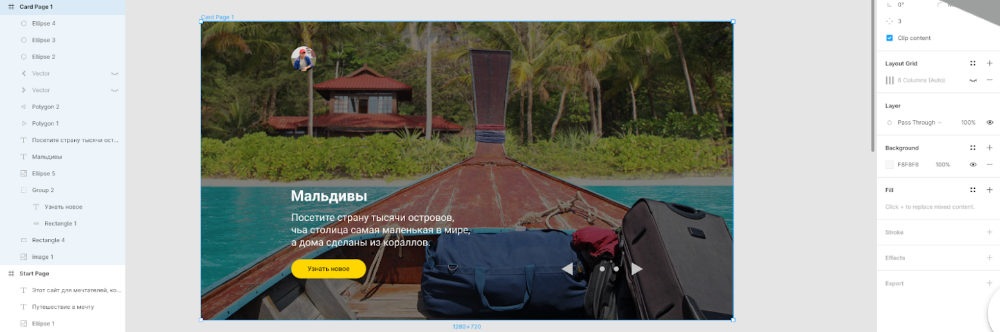 Card Page 1
Ellipse 4
Ellipse 3
Ellipse 2
Vector
Vector
Polygon 2
Polygon 1
Посетите страну тысячи ост...
Мальдивы
Ellipse 5
Group 2
Узнать новое
Rectangle 1
Rectangle 4
image 1
Start Page
Этот сайт для мечтателей, ко...
Путешествие в мечту
Ellipse 1
Card Page 1
Мальдивы
Посетите страну тысячи островов,
чьа столица самая маленькая в мире,
а дома сделаны из кораллов.
Узнать новое
1280×720
0°
3
Clip content
Layout Grid
6 Columns (Auto)
Layer
Pass Through 100%
Background
F8F8F8 100%
Fill
Click + to replace mixed content.
Stroke
Effects
Export